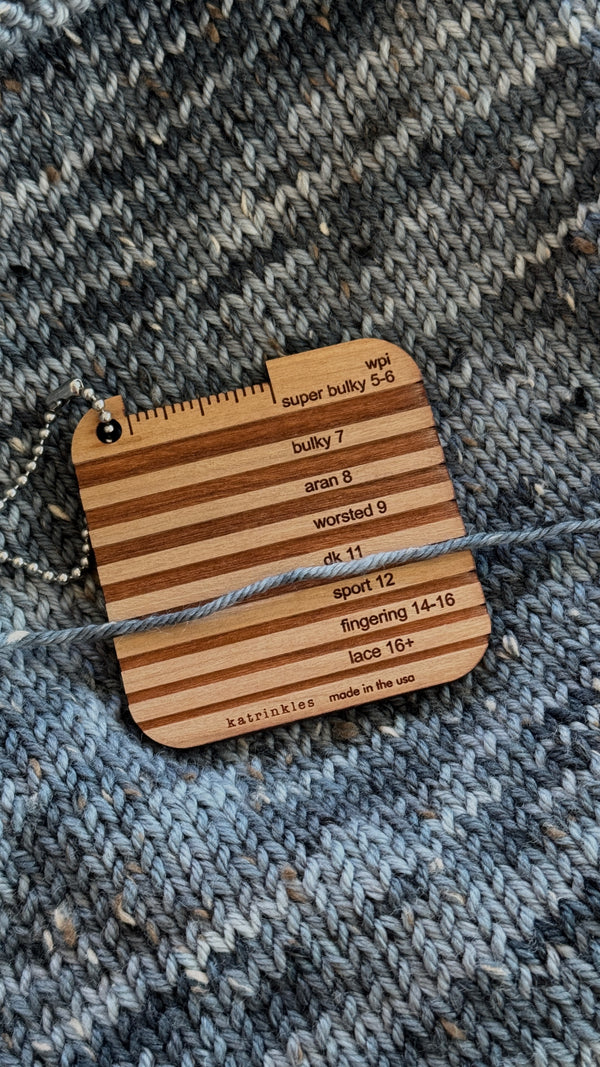 wpi
super bulky 5-6
bulky 7
aran 8
worsted 9
dk 11
sport 12
fingering 14-16
lace 16+
katrinkles made in the usa